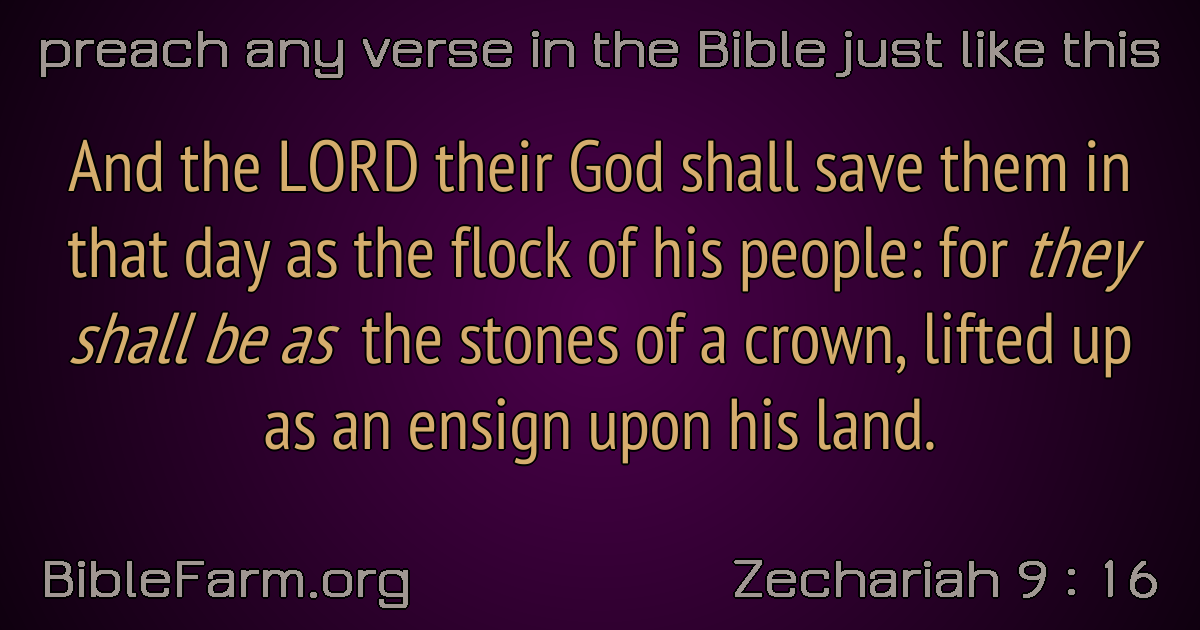 preach any verse in the Bible just like this
And the LORD their God shall save them in
that day as the flock of his people: for they
shall be as the stones of a crown, lifted up
as an ensign upon his land.
BibleFarm.org
Zechariah 9 : 16